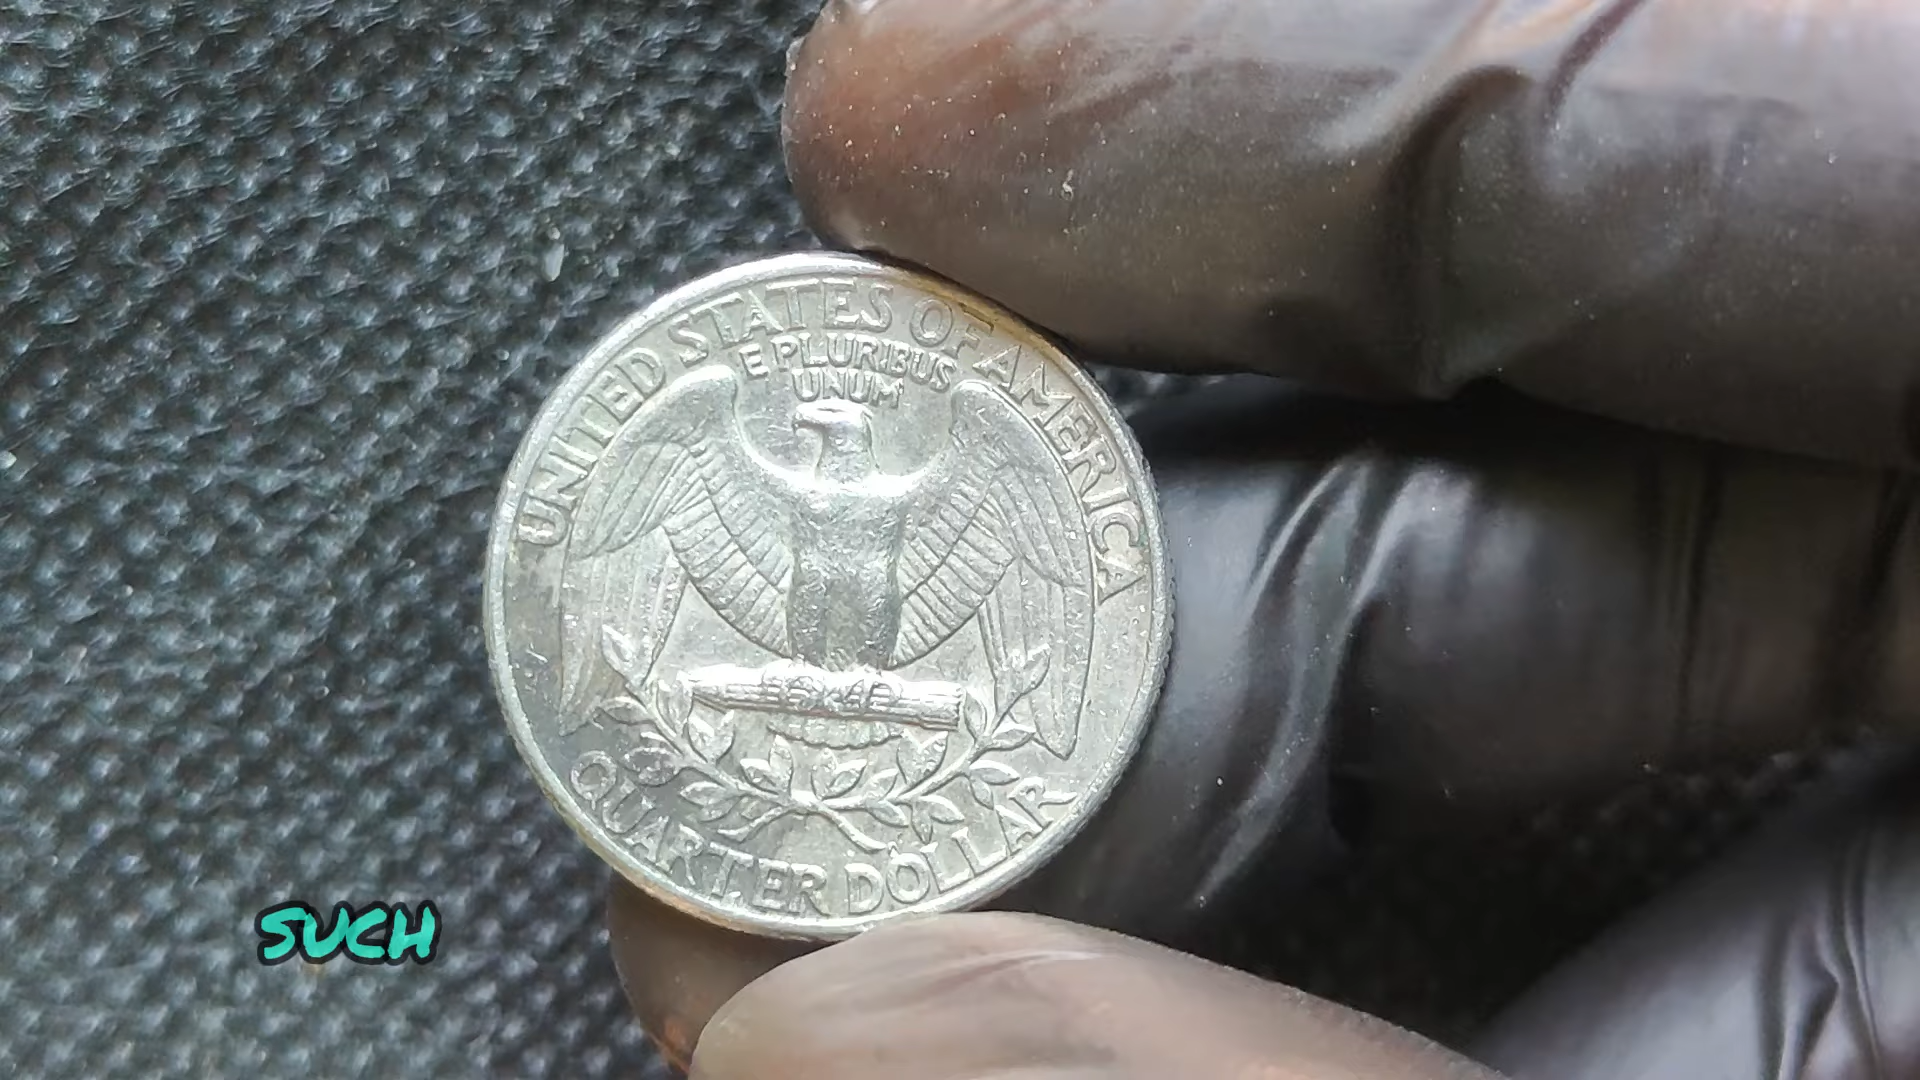 UNITED STATES OF AMERICA
E PLURIBUS
UNUM
QUARTER DOLLAR
SUCH